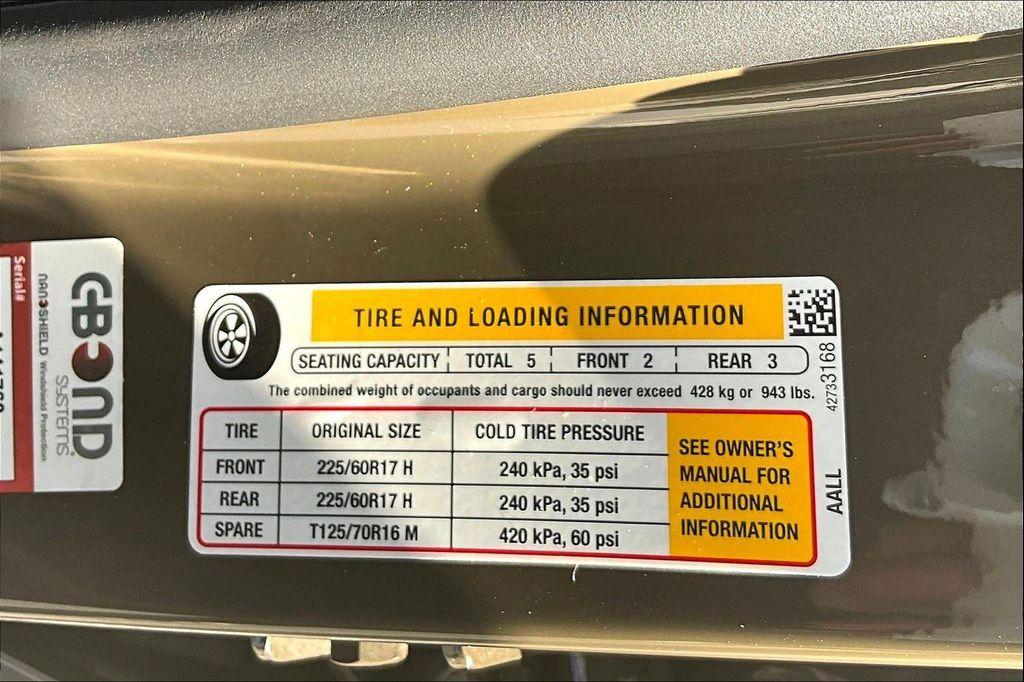 Serial#
NANOSHIELD Windshield Protection
CBOND
SYSTEMS
TIRE AND LOADING INFORMATION
SEATING CAPACITY TOTAL 5 FRONT 2 REAR 3
The combined weight of occupants and cargo should never exceed 428 kg or 943 lbs.
TIRE ORIGINAL SIZE COLD TIRE PRESSURE
FRONT 225/60R17 H 240 kPa, 35 psi
REAR 225/60R17 H 240 kPa, 35 psi
SPARE T125/70R16 M 420 kPa, 60 psi
SEE OWNER'S
MANUAL FOR
ADDITIONAL
INFORMATION
42733168
AALL